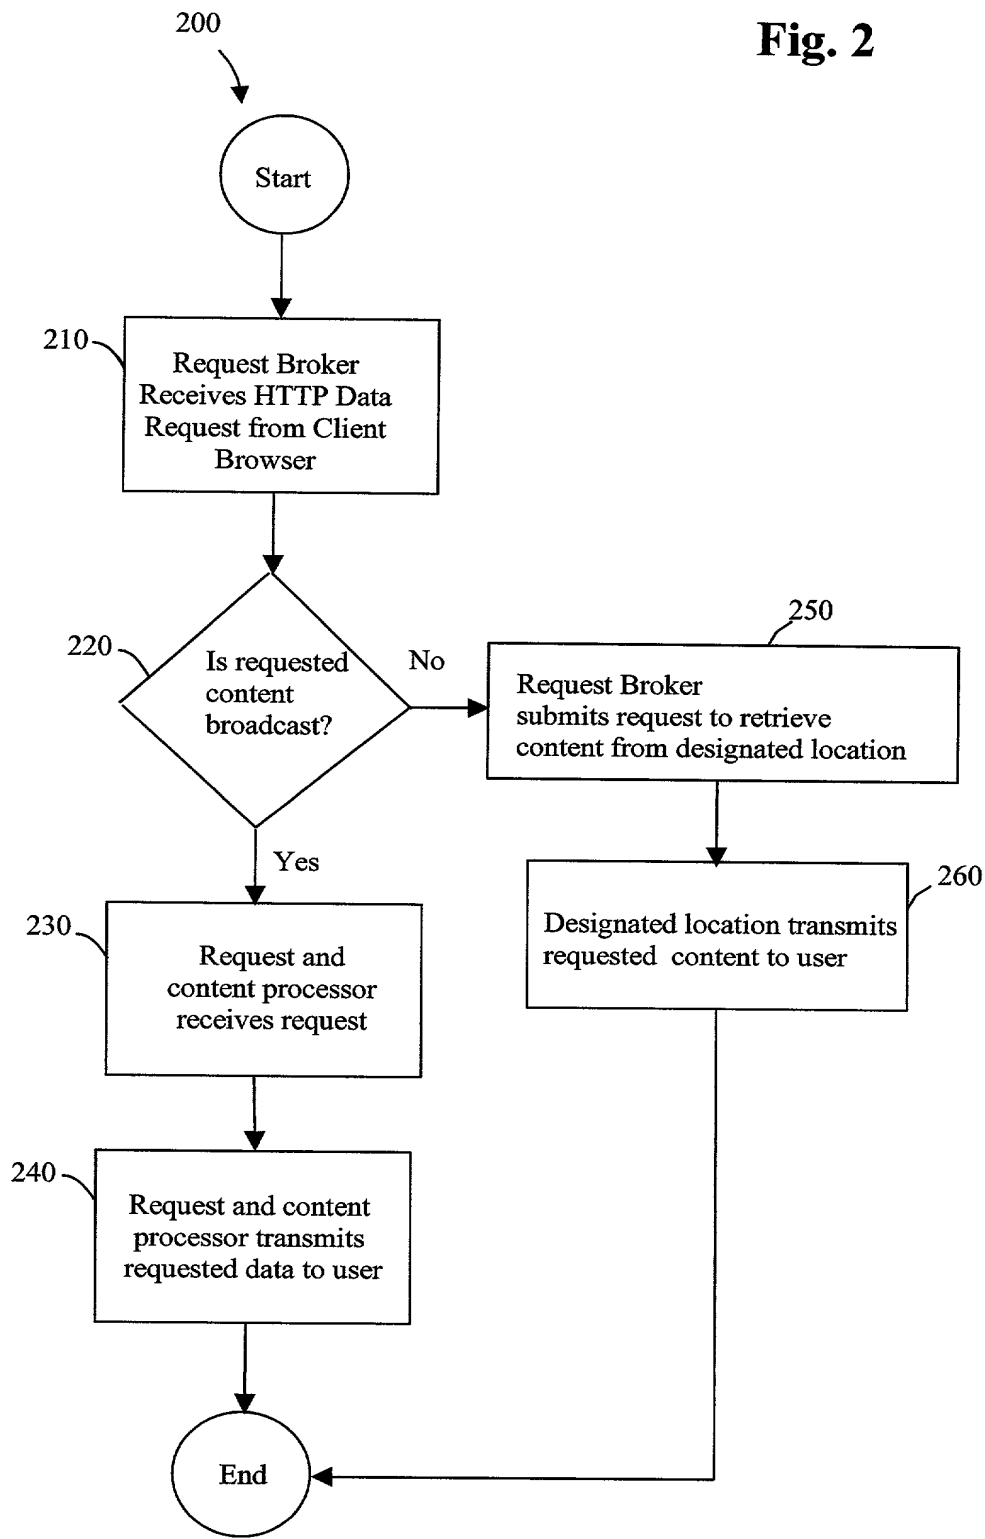 200
Fig. 2
Start
210
Request Broker
Receives HTTP Data
Request from Client
Browser
220
Is requested
content
broadcast?
No
250
Request Broker
submits request to retrieve
content from designated location
Yes
260
Designated location transmits
requested content to user
230
Request and
content processor
receives request
240
Request and content
processor transmits
requested data to user
End